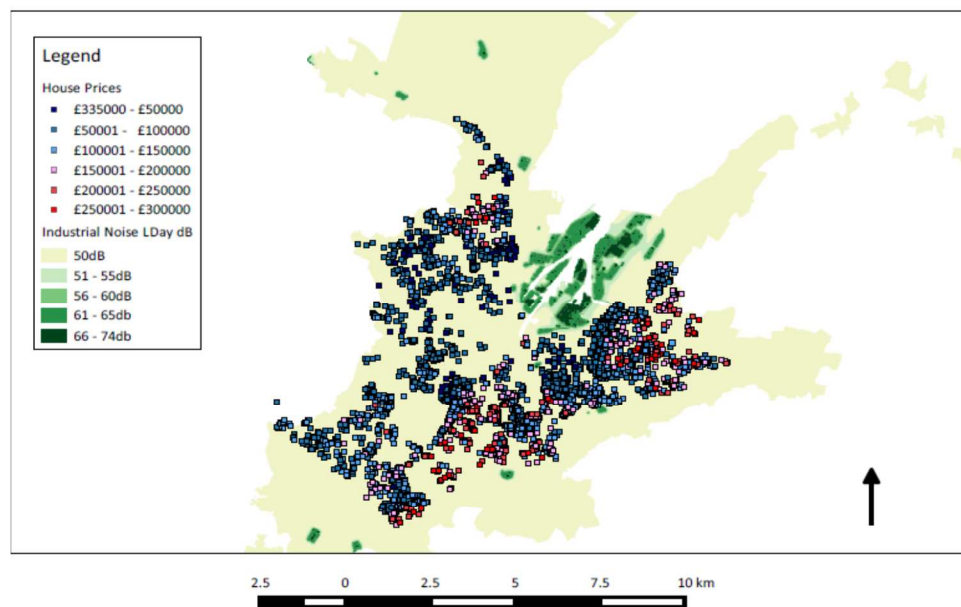 Legend
House Prices
£335000 - £50000
£50001 - £100000
£100001 - £150000
£150001 - £200000
£200001 - £250000
£250001 - £300000
Industrial Noise LDay dB
50dB
51 - 55dB
56 - 60dB
61 - 65db
66 - 74db
2.5 0 2.5 5 7.5 10 km